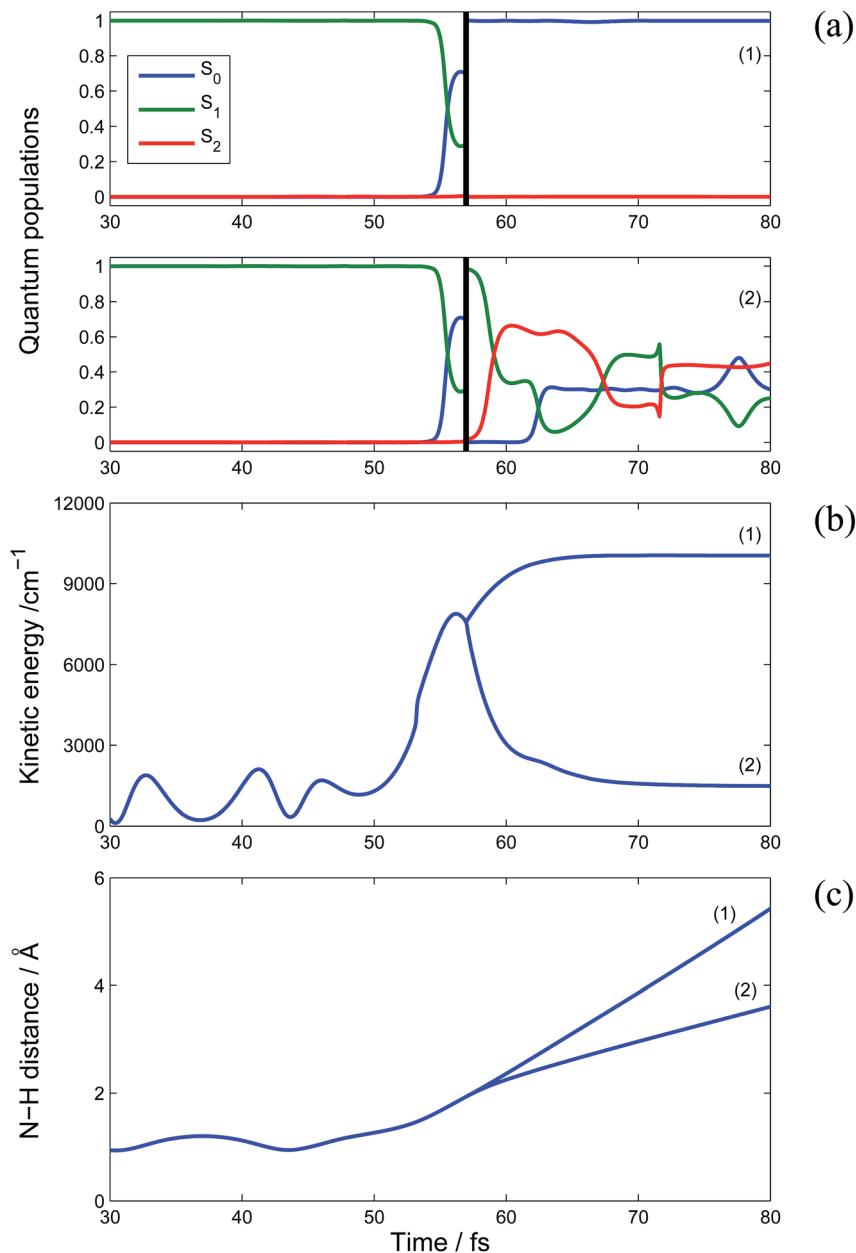 (a)
Quantum populations
1
0.8
0.6
0.4
0.2
0
S0
S1
S2
(1)
30 40 50 60 70 80
1
0.8
0.6
0.4
0.2
0
(2)
30 40 50 60 70 80
(b)
Kinetic energy /cm−1
12000
9000
6000
3000
0
(1)
(2)
30 40 50 60 70 80
(c)
N−H distance / Å
6
4
2
0
(1)
(2)
30 40 50 60 70 80
Time / fs